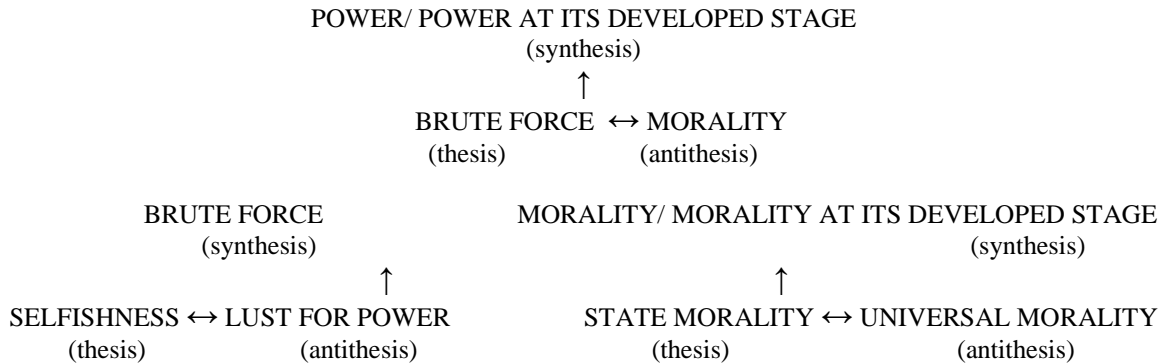 POWER/ POWER AT ITS DEVELOPED STAGE
(synthesis)
↑
BRUTE FORCE ↔ MORALITY
(thesis) (antithesis)
BRUTE FORCE MORALITY/ MORALITY AT ITS DEVELOPED STAGE
(synthesis) (synthesis)
↑ ↑
SELFISHNESS ↔ LUST FOR POWER STATE MORALITY ↔ UNIVERSAL MORALITY
(thesis) (antithesis) (thesis) (antithesis)